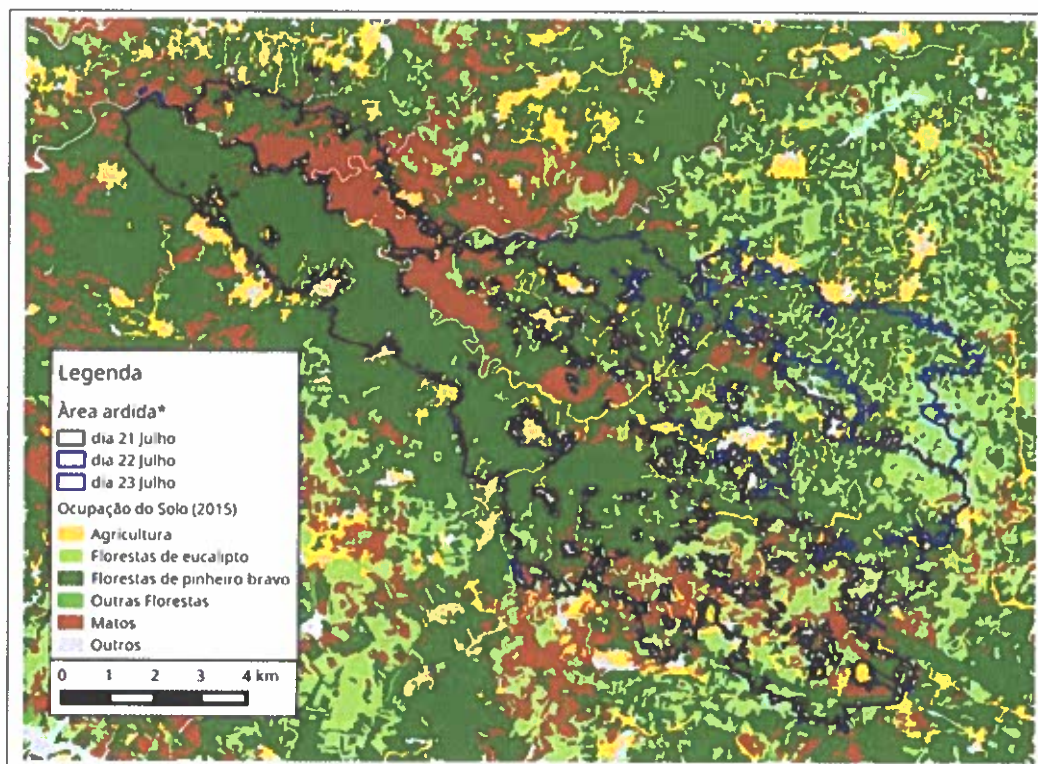 Legenda
Àrea ardida*
dia 21 Julho
dia 22 Julho
dia 23 Julho
Ocupação do Solo (2015)
Agricultura
Florestas de eucalipto
Florestas de pinheiro bravo
Outras Florestas
Matos
Outros
0 1 2 3 4 km